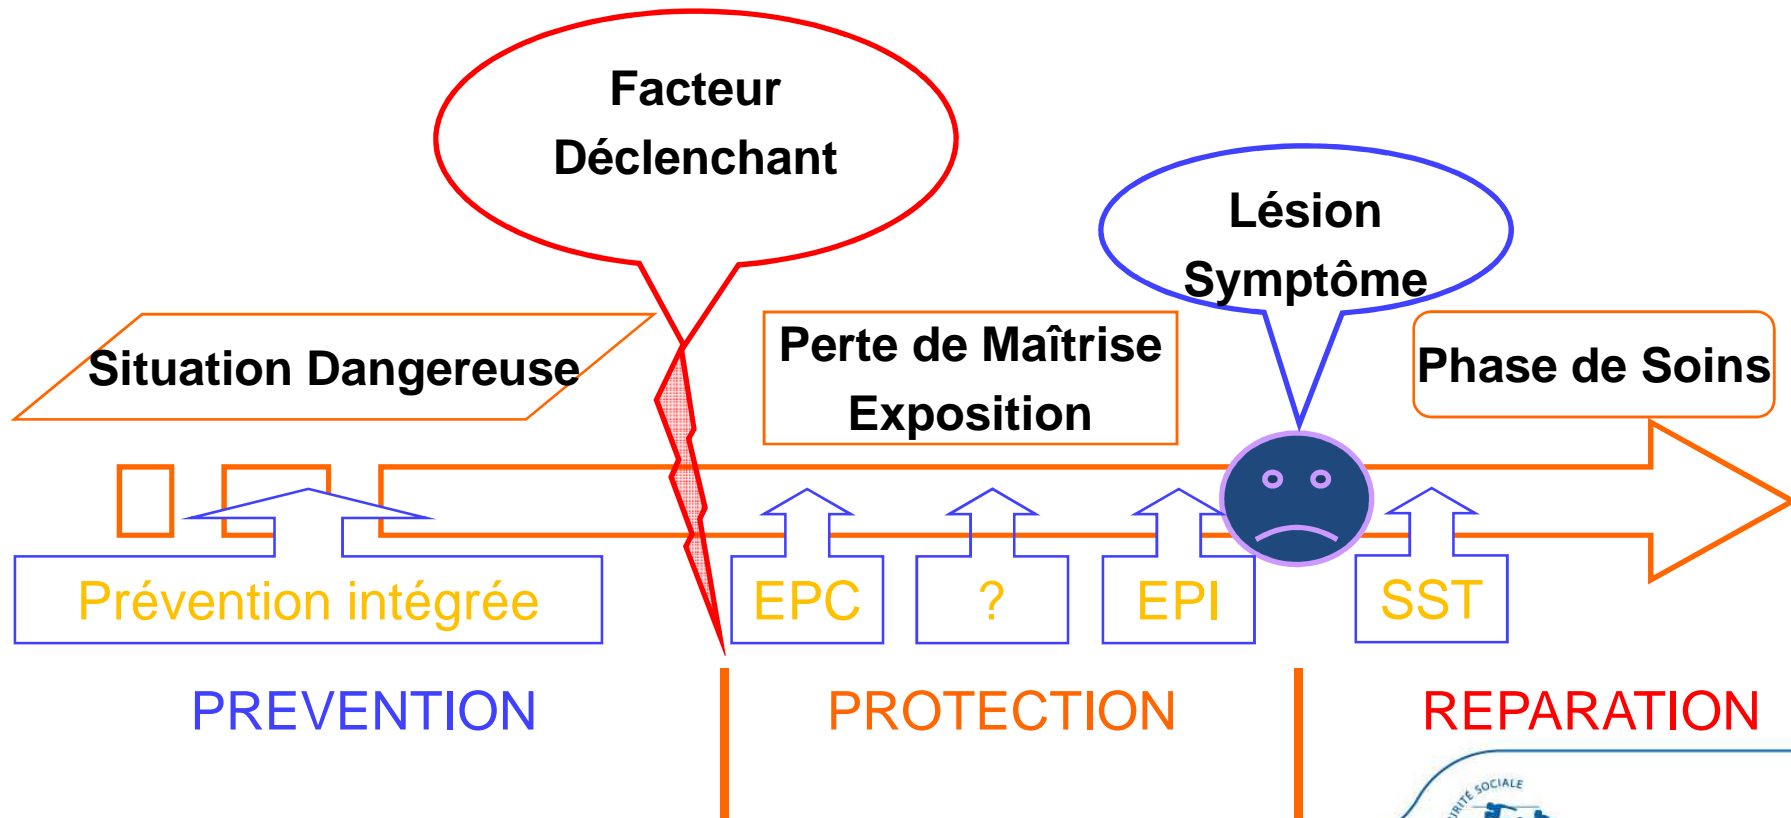 Facteur
Déclenchant
Lésion
Symptôme
Situation Dangereuse
Perte de Maîtrise
Exposition
Phase de Soins
Prévention intégrée
EPC
?
EPI
SST
PREVENTION
PROTECTION
REPARATION
SOCIALE